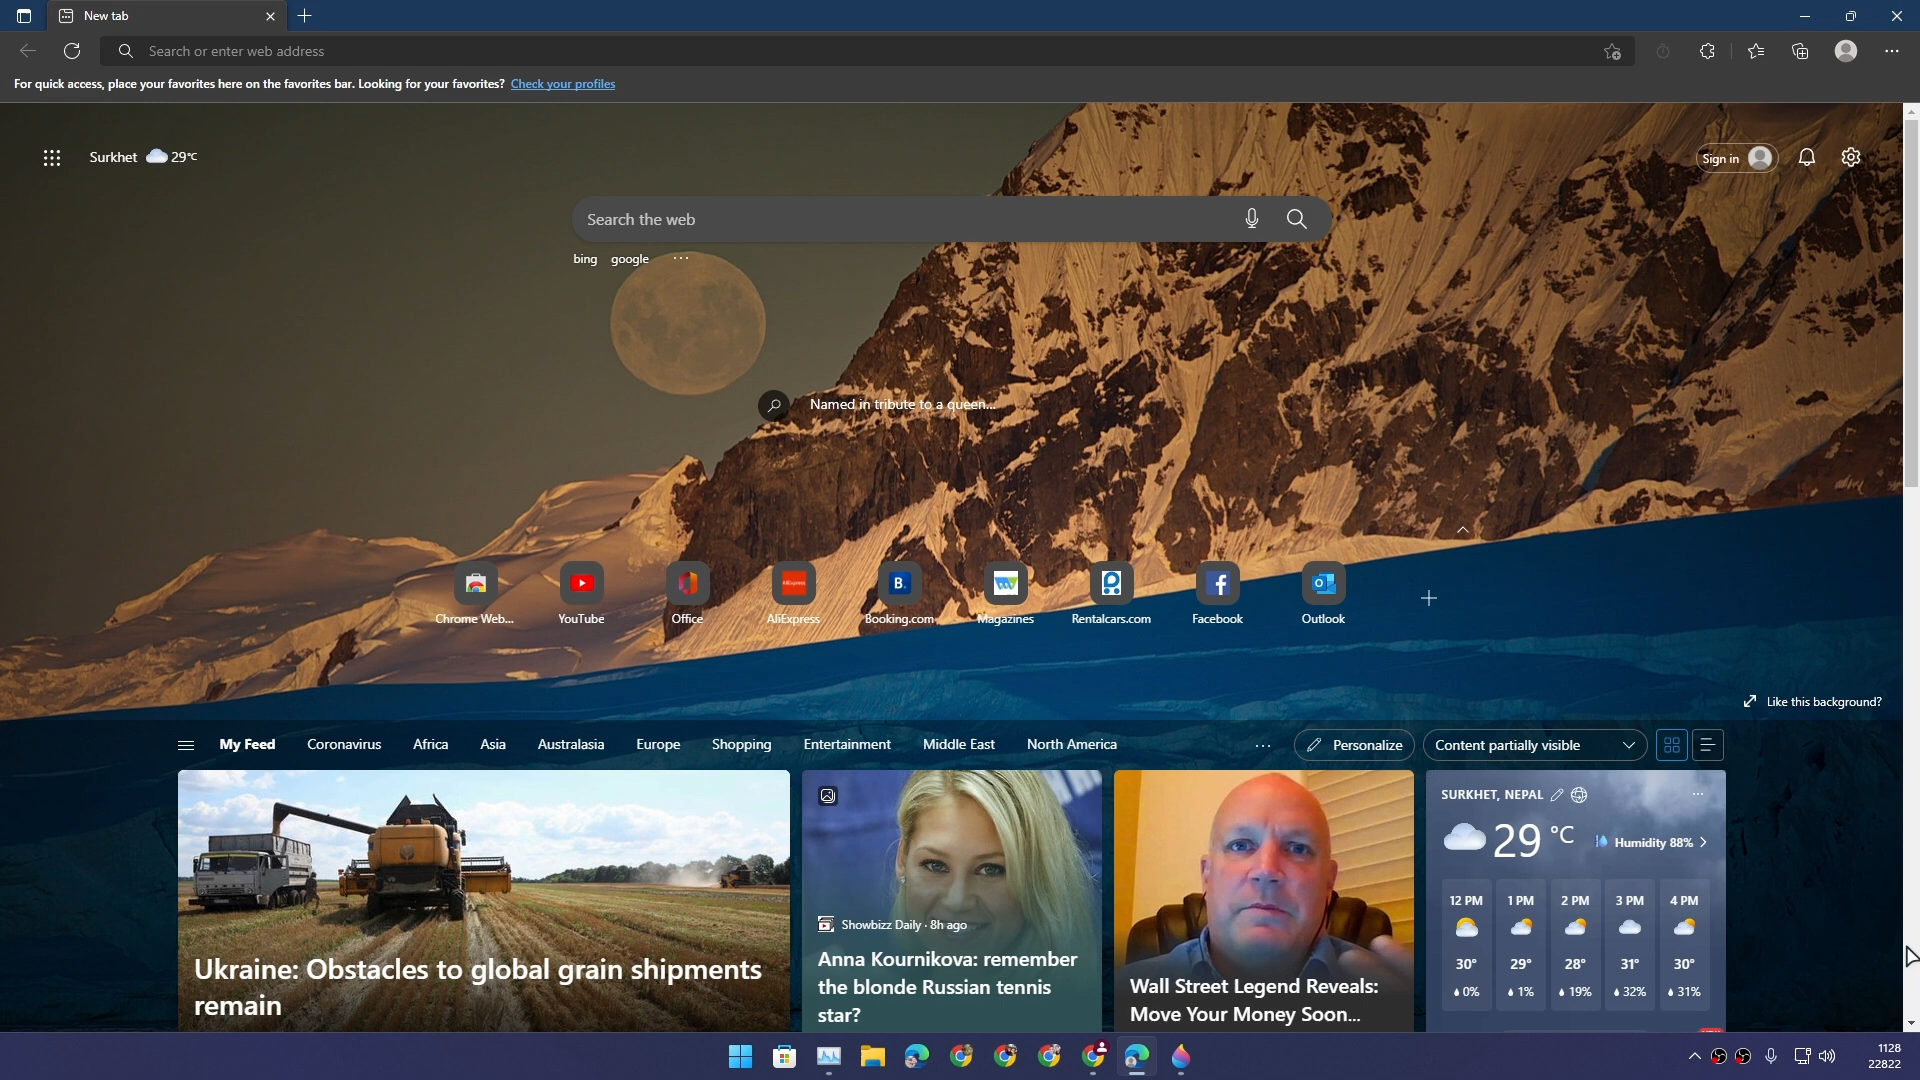 New tab
Search or enter web address
For quick access, place your favorites here on the favorites bar. Looking for your favorites? Check your profiles
Surkhet 29°C
Sign in
Search the web
bing google ...
Named in tribute to a queen...
Chrome Web... YouTube Office AliExpress Booking.com Magazines Rentalcars.com Facebook Outlook
Like this background?
My Feed Coronavirus Africa Asia Australasia Europe Shopping Entertainment Middle East North America ... Personalize Content partially visible
Ukraine: Obstacles to global grain shipments
remain
Showbizz Daily · 8h ago
Anna Kournikova: remember
the blonde Russian tennis
star?
Wall Street Legend Reveals:
Move Your Money Soon...
SURKHET, NEPAL
29 °C Humidity 88%
12 PM 1 PM 2 PM 3 PM 4 PM
30° 29° 28° 31° 30°
0% 1% 19% 32% 31%
1128
22822